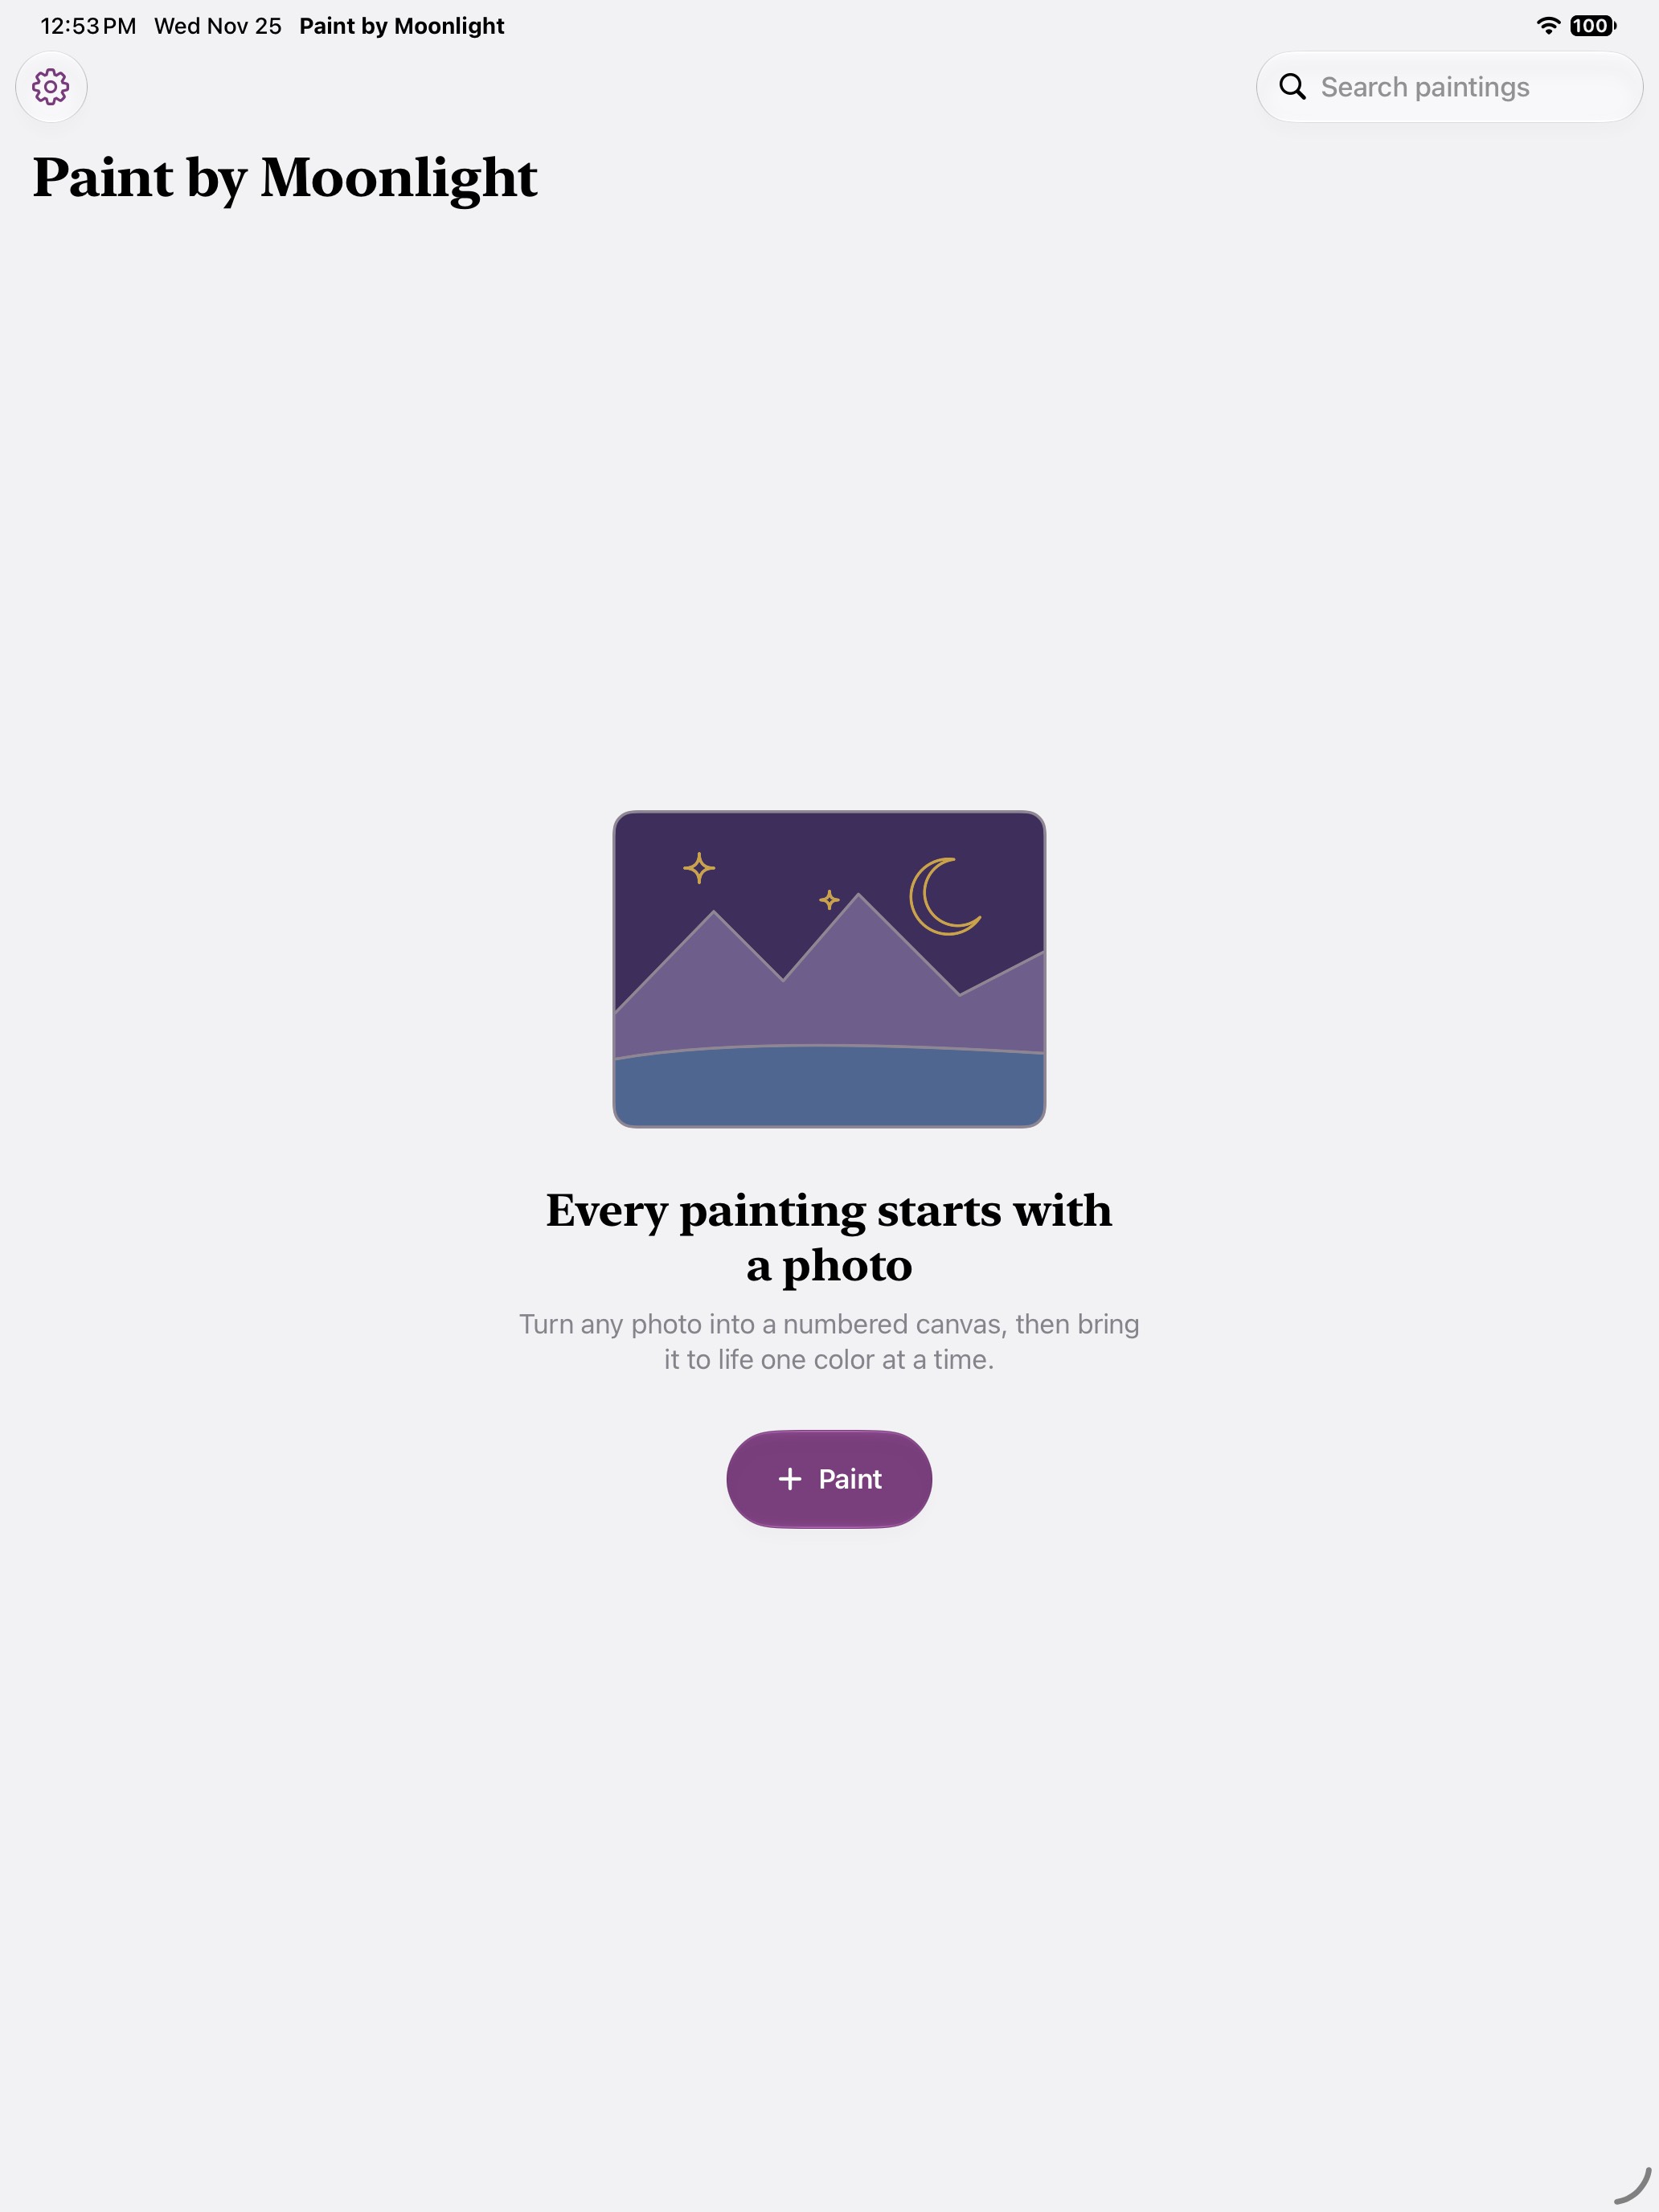 12:53 PM Wed Nov 25 Paint by Moonlight
100
Search paintings
Paint by Moonlight
Every painting starts with
a photo
Turn any photo into a numbered canvas, then bring
it to life one color at a time.
+ Paint